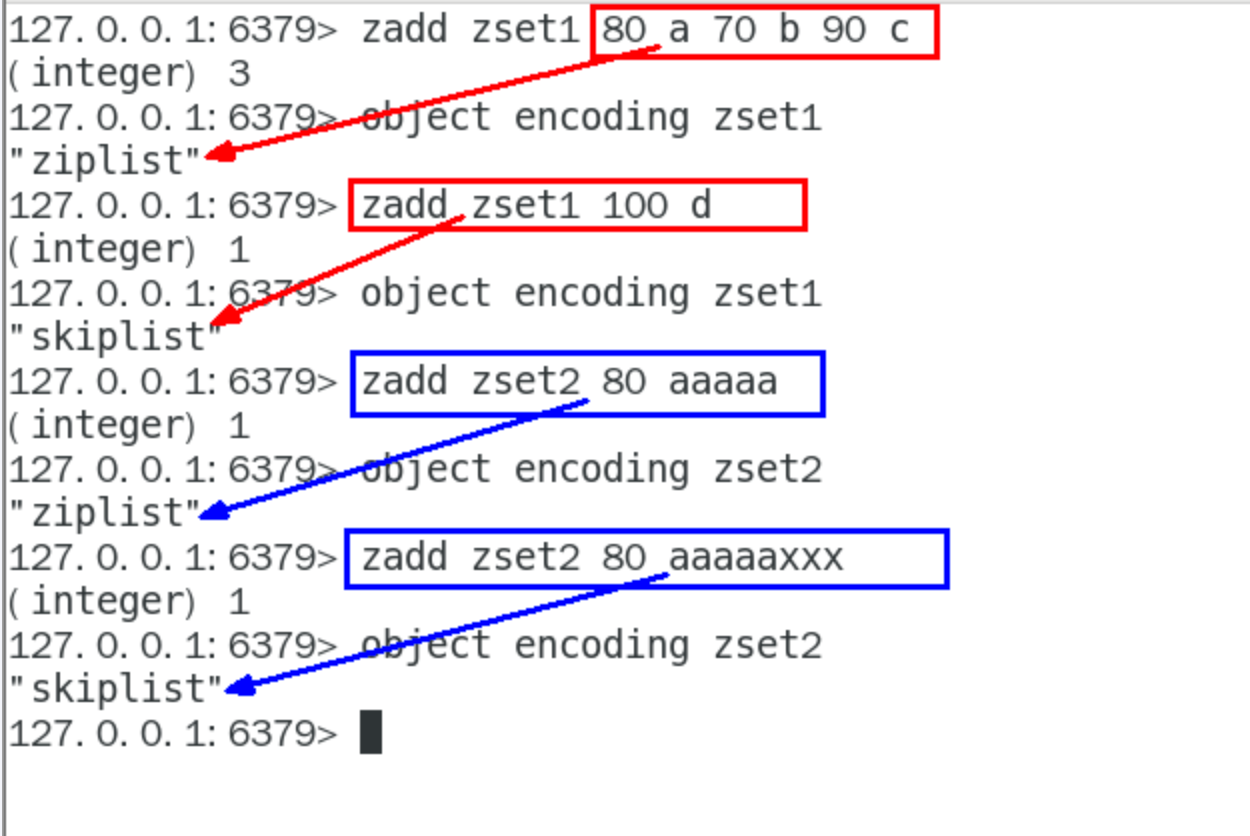 127.0.0.1:6379> zadd zset1 80 a 70 b 90 c
(integer) 3
127.0.0.1:6379> object encoding zset1
"ziplist"
127.0.0.1:6379> zadd zset1 100 d
(integer) 1
127.0.0.1:6379> object encoding zset1
"skiplist"
127.0.0.1:6379> zadd zset2 80 aaaaa
(integer) 1
127.0.0.1:6379> object encoding zset2
"ziplist"
127.0.0.1:6379> zadd zset2 80 aaaaaxxx
(integer) 1
127.0.0.1:6379> object encoding zset2
"skiplist"
127.0.0.1:6379>